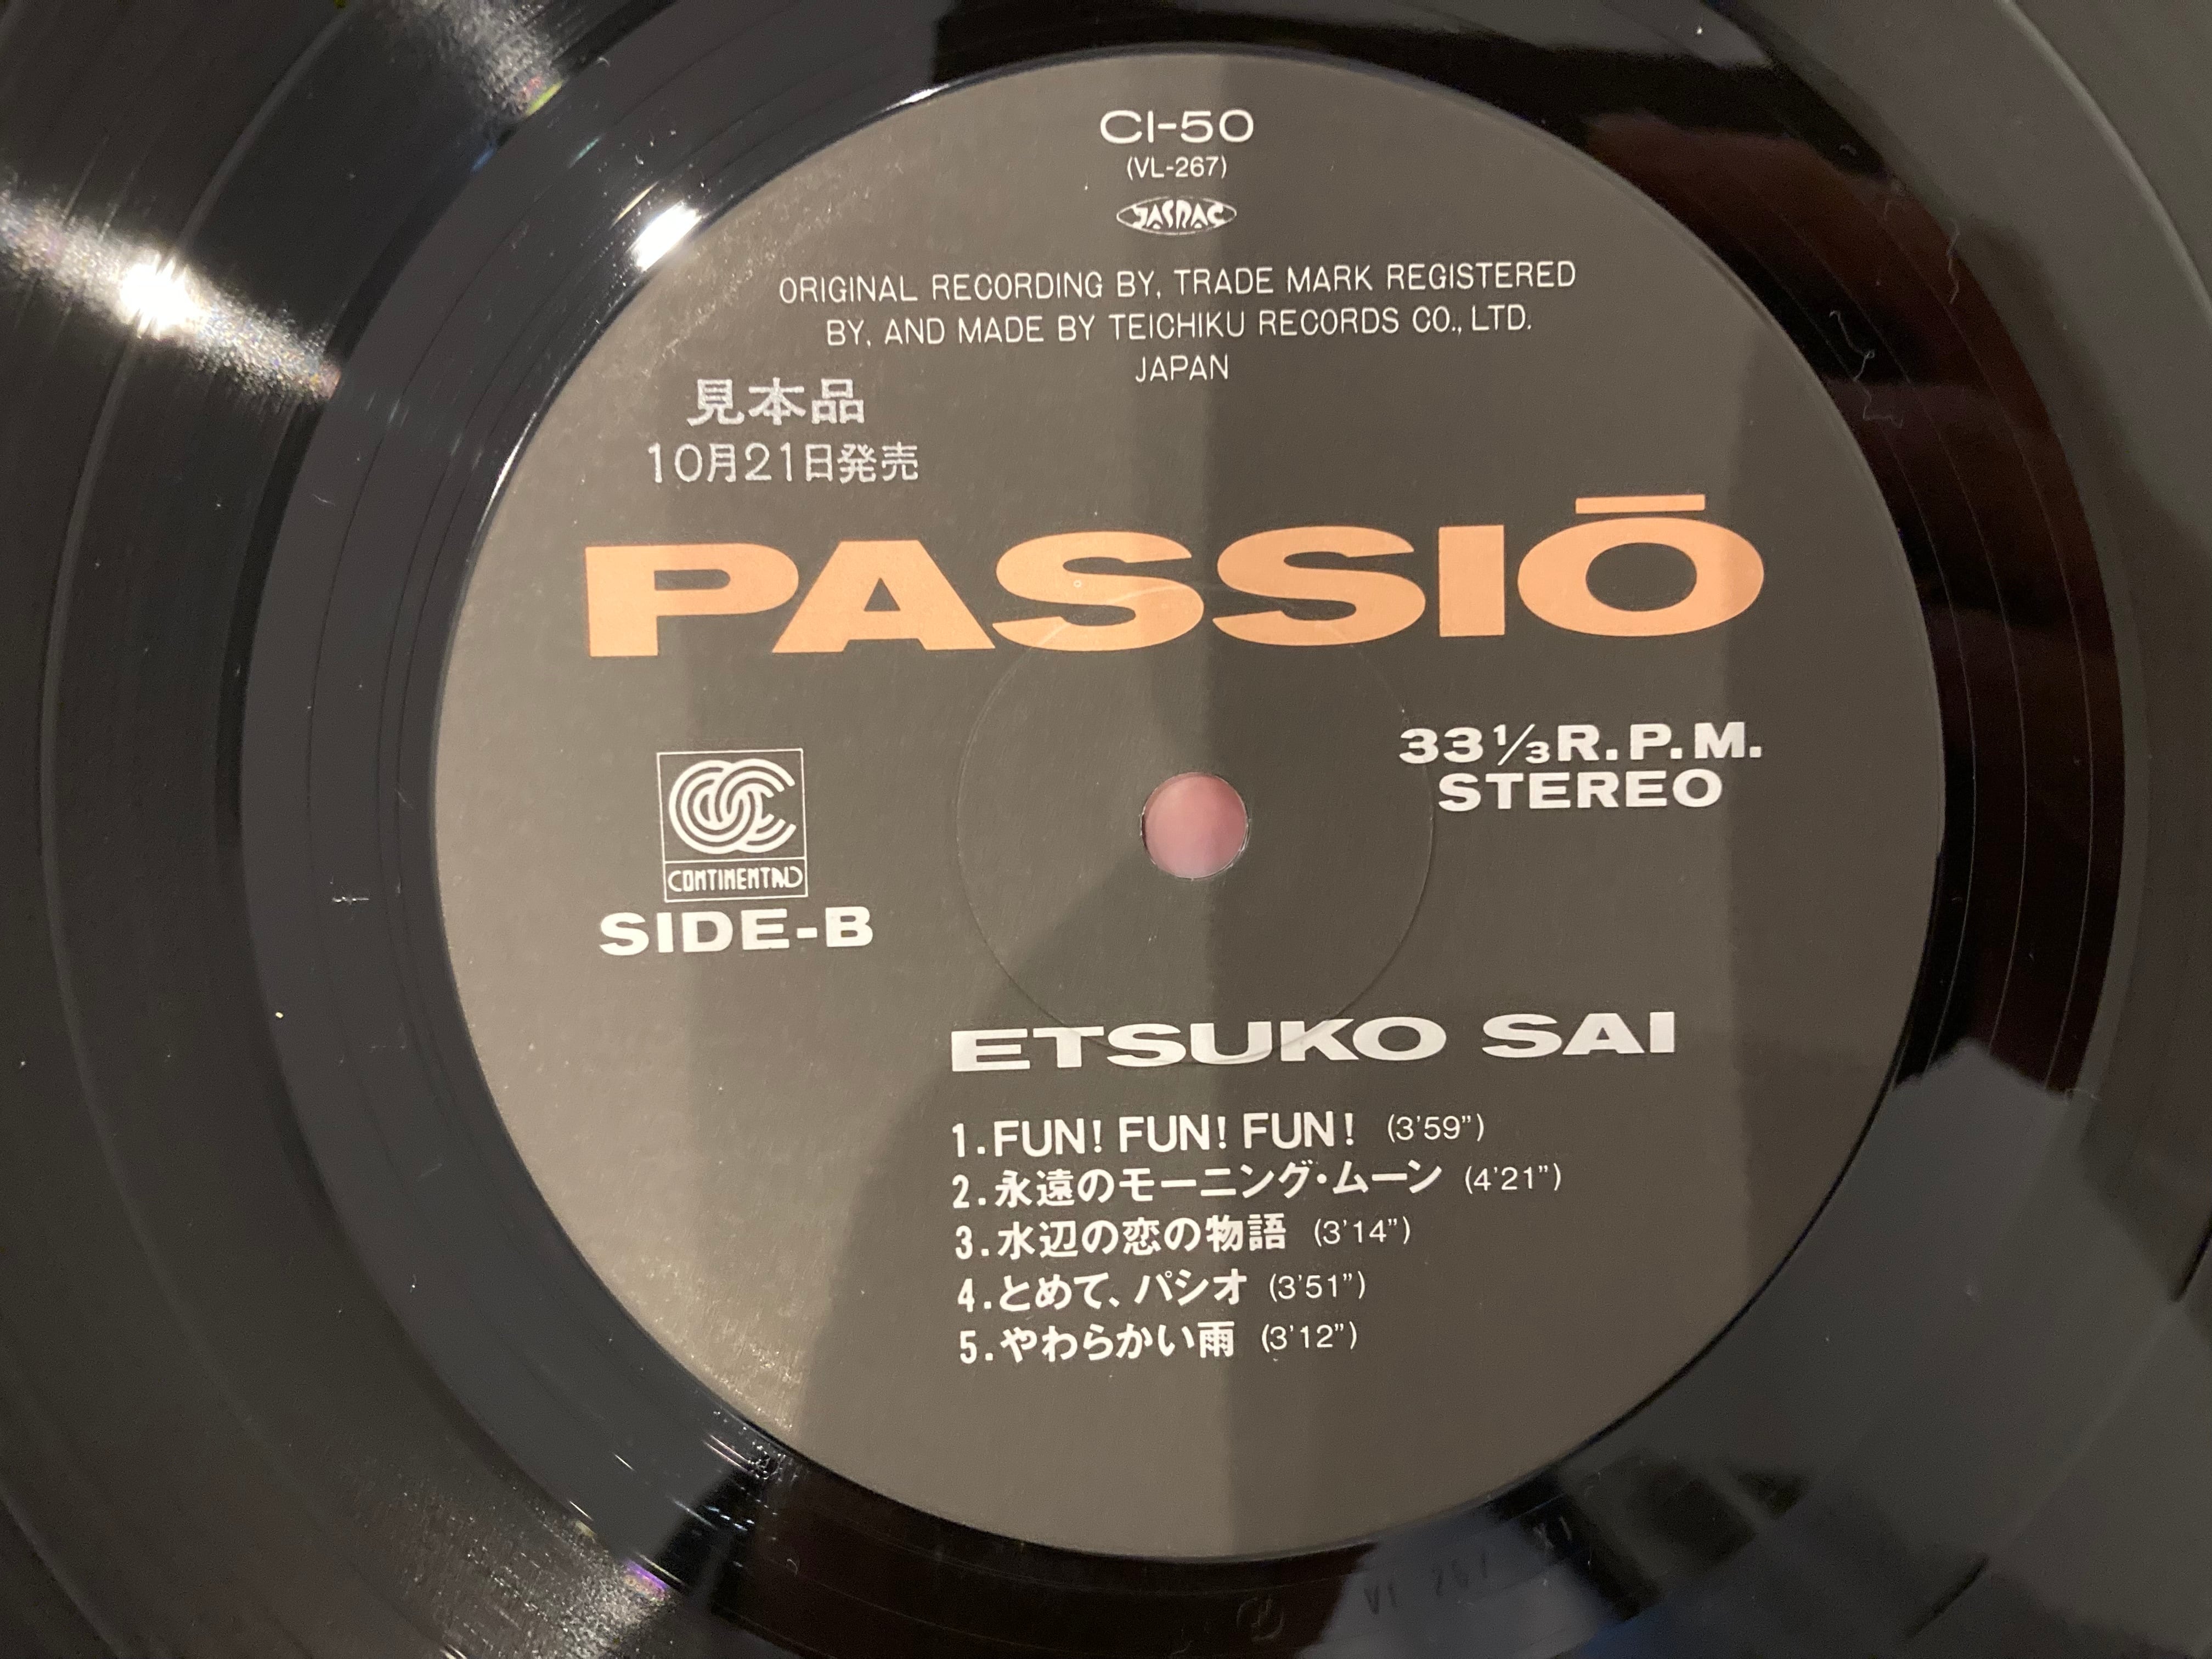 CI-50
(VL-267)
JASRAC
ORIGINAL RECORDING BY, TRADE MARK REGISTERED
BY, AND MADE BY TEICHIKU RECORDS CO., LTD.
JAPAN
見本品
10月21日発売
PASSIŌ
33 1/3 R.P.M.
STEREO
CONTINENTAL
SIDE-B
ETSUKO SAI
1.FUN! FUN! FUN! (3'59")
2.永遠のモーニング・ムーン (4'21")
3.水辺の恋の物語 (3'14")
4.とめて、パシオ (3'51")
5.やわらかい雨 (3'12")